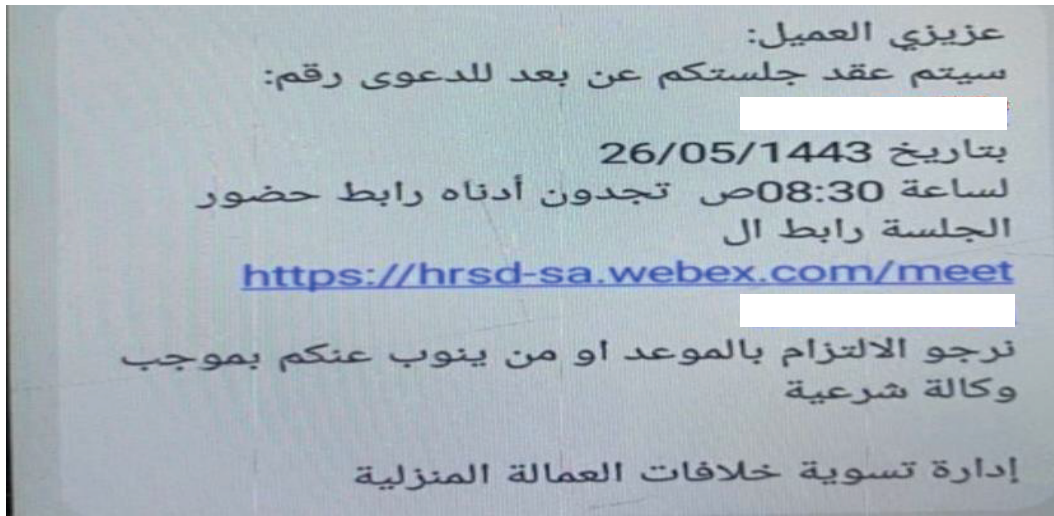 عزيزي العميل:
سيتم عقد جلستكم عن بعد للدعوى رقم:
بتاريخ 26/05/1443
لساعة 08:30ص تجدون أدناه رابط حضور
الجلسة رابط ال
https://hrsd-sa.webex.com/meet
نرجو الالتزام بالموعد او من ينوب عنكم بموجب
وكالة شرعية
إدارة تسوية خلافات العمالة المنزلية